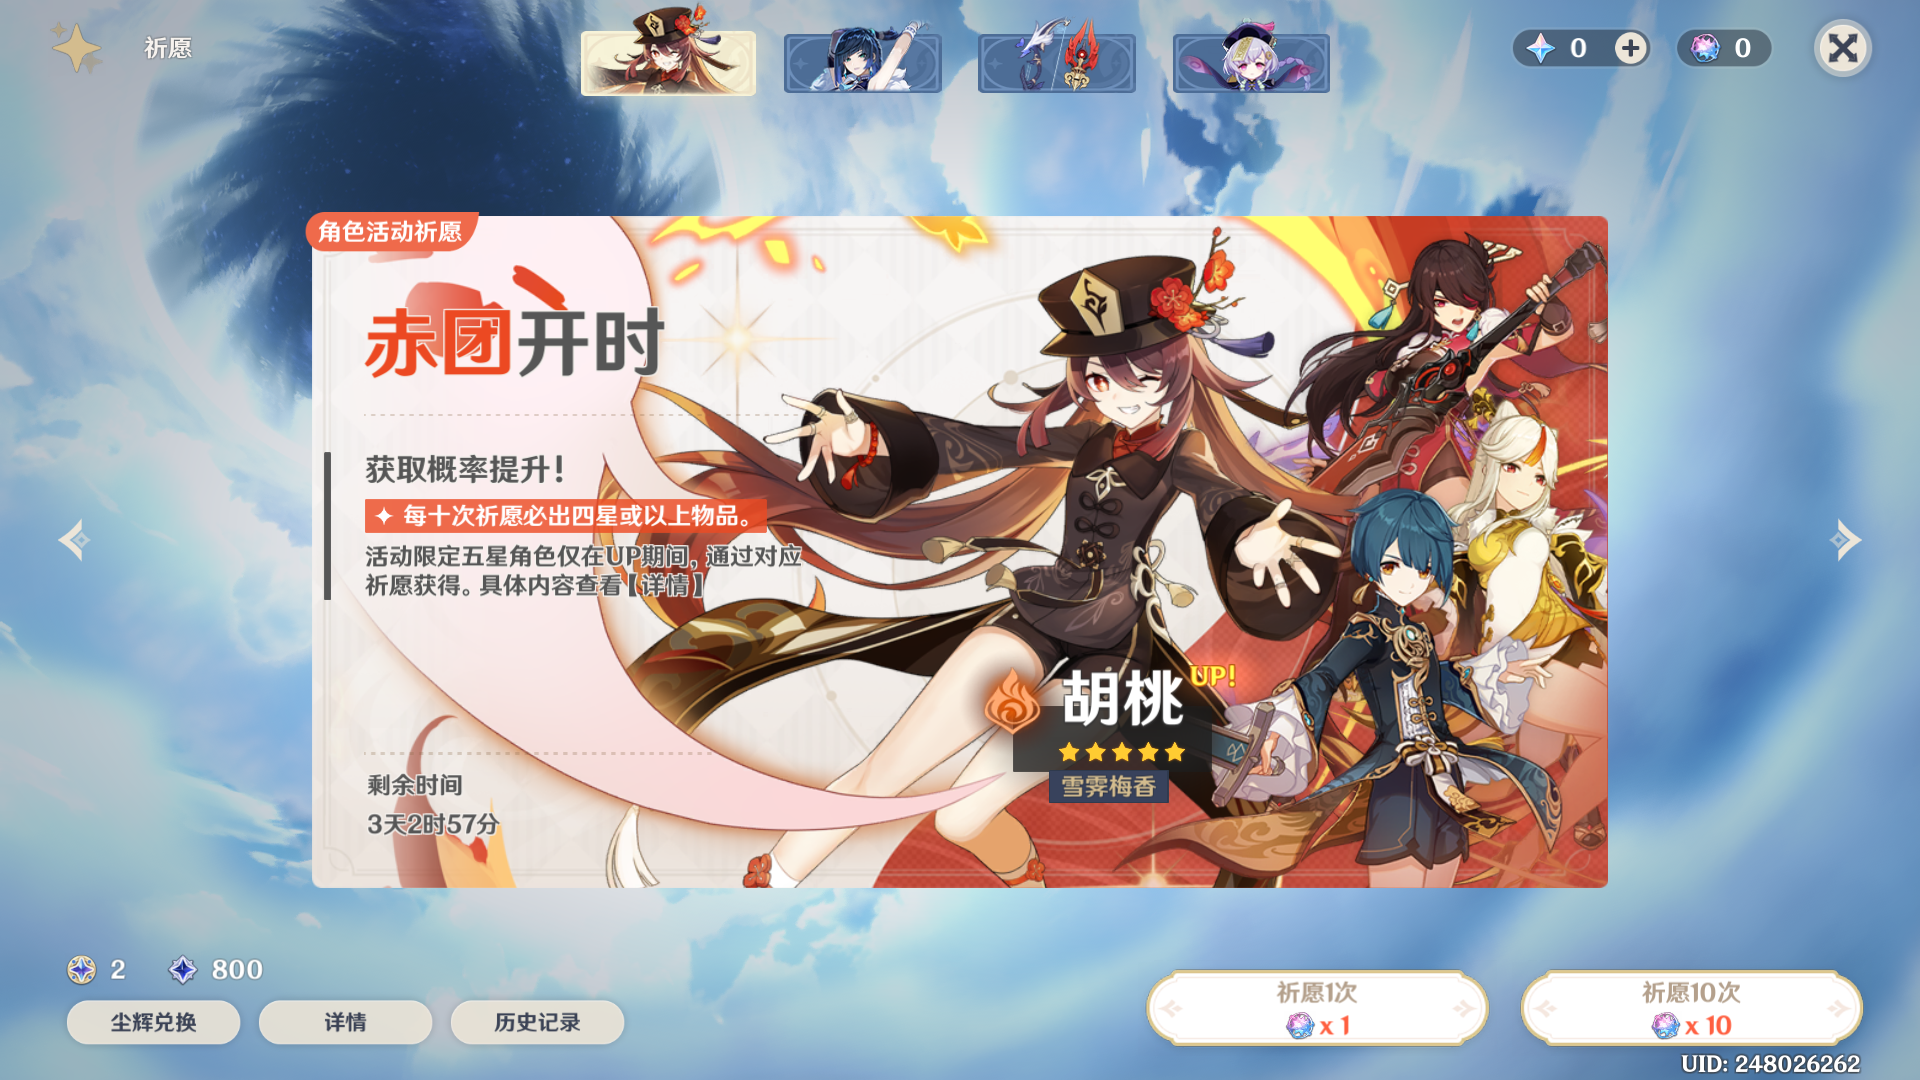 祈愿
0
0
角色活动祈愿
赤团开时
获取概率提升!
每十次祈愿必出四星或以上物品。
活动限定五星角色仅在UP期间,通过对应
祈愿获得。具体内容查看【详情】
胡桃 UP!
雪霁梅香
剩余时间
3天2时57分
2
800
尘辉兑换
详情
历史记录
祈愿1次
x 1
祈愿10次
x 10
UID: 248026262